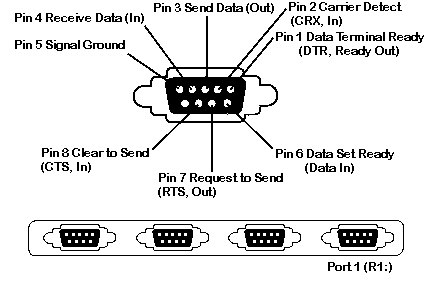 Pin 3 Send Data (Out)
Pin 2 Carrier Detect
(CRX, In)
Pin 4 Receive Data (In)
Pin 1 Data Terminal Ready
(DTR, Ready Out)
Pin 5 Signal Ground
Pin 8 Clear to Send
(CTS, In)
Pin 6 Data Set Ready
(Data In)
Pin 7 Request to Send
(RTS, Out)
Port 1 (R1:)